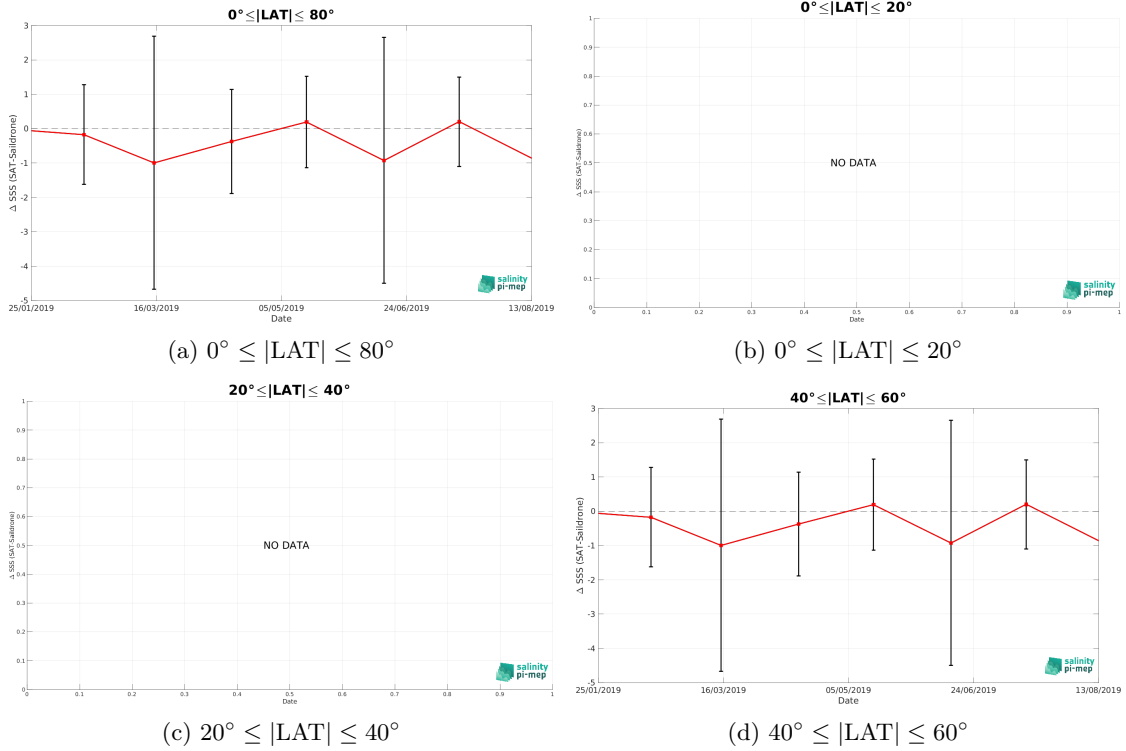 0°≤|LAT|≤ 80°
3
2
1
0
-1
-2
-3
-4
-5
Δ SSS (SAT-Saildrone)
25/01/2019 16/03/2019 05/05/2019 24/06/2019 13/08/2019
Date
salinity
pi-mep
(a) 0° ≤ |LAT| ≤ 80°
0°≤|LAT|≤ 20°
1
0.9
0.8
0.7
0.6
0.5
0.4
0.3
0.2
0.1
0
Δ SSS (SAT-Saildrone)
NO DATA
0 0.1 0.2 0.3 0.4 0.5 0.6 0.7 0.8 0.9 1
Date
salinity
pi-mep
(b) 0° ≤ |LAT| ≤ 20°
20°≤|LAT|≤ 40°
1
0.9
0.8
0.7
0.6
0.5
0.4
0.3
0.2
0.1
0
Δ SSS (SAT-Saildrone)
NO DATA
0 0.1 0.2 0.3 0.4 0.5 0.6 0.7 0.8 0.9 1
Date
salinity
pi-mep
(c) 20° ≤ |LAT| ≤ 40°
40°≤|LAT|≤ 60°
3
2
1
0
-1
-2
-3
-4
-5
Δ SSS (SAT-Saildrone)
25/01/2019 16/03/2019 05/05/2019 24/06/2019 13/08/2019
Date
salinity
pi-mep
(d) 40° ≤ |LAT| ≤ 60°